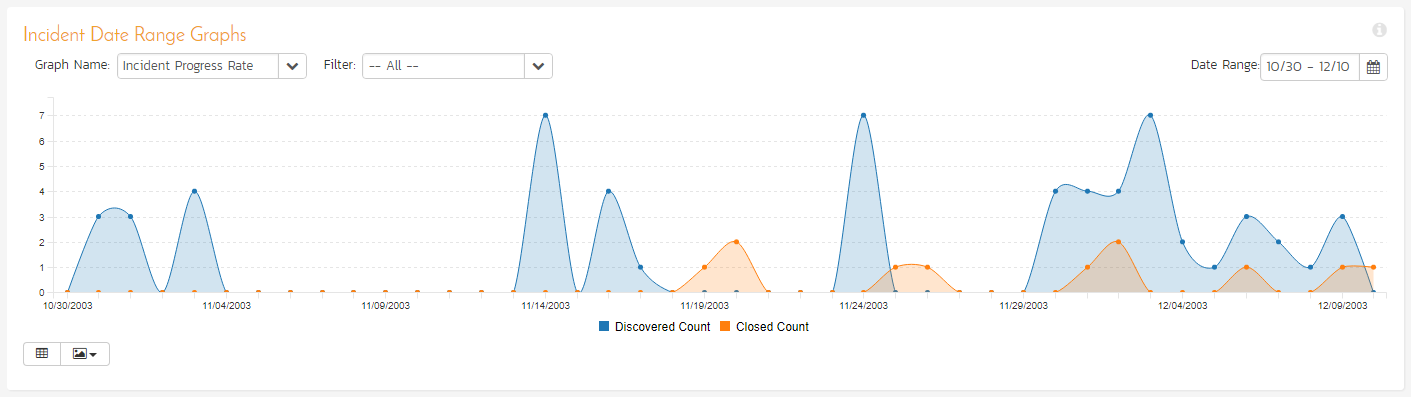 Incident Date Range Graphs
Graph Name: Incident Progress Rate Filter: -- All -- Date Range: 10/30 - 12/10
7
6
5
4
3
2
1
0
10/30/2003 11/04/2003 11/09/2003 11/14/2003 11/19/2003 11/24/2003 11/29/2003 12/04/2003 12/09/2003
Discovered Count Closed Count